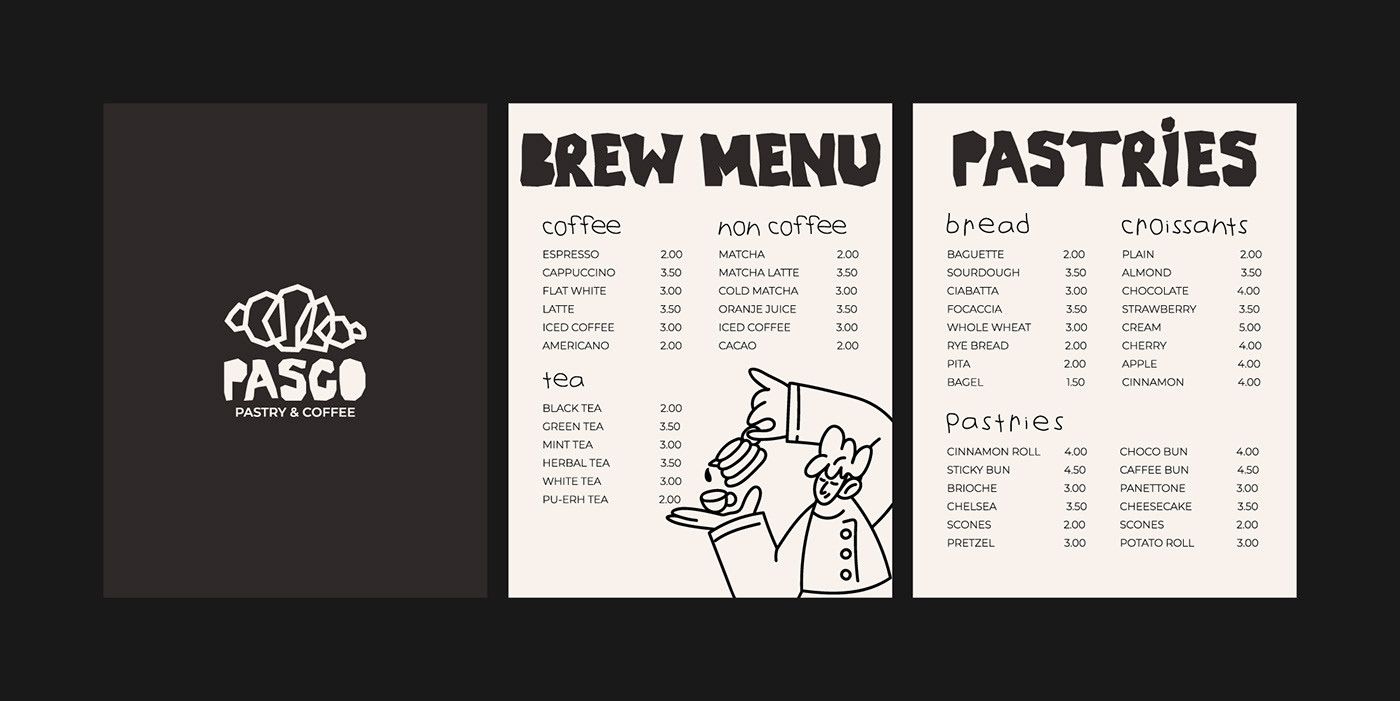 PASGO
PASTRY & COFFEE
BREW MENU
coffee
ESPRESSO 2.00
CAPPUCCINO 3.50
FLAT WHITE 3.00
LATTE 3.50
ICED COFFEE 3.00
AMERICANO 2.00
tea
BLACK TEA 2.00
GREEN TEA 3.50
MINT TEA 3.00
HERBAL TEA 3.50
WHITE TEA 3.00
PU-ERH TEA 2.00
non coffee
MATCHA 2.00
MATCHA LATTE 3.50
COLD MATCHA 3.00
ORANJE JUICE 3.50
ICED COFFEE 3.00
CACAO 2.00
PASTRiES
bread
BAGUETTE 2.00
SOURDOUGH 3.50
CIABATTA 3.00
FOCACCIA 3.50
WHOLE WHEAT 3.00
RYE BREAD 2.00
PITA 2.00
BAGEL 1.50
croissants
PLAIN 2.00
ALMOND 3.50
CHOCOLATE 4.00
STRAWBERRY 3.50
CREAM 5.00
CHERRY 4.00
APPLE 4.00
CINNAMON 4.00
Pastries
CINNAMON ROLL 4.00
STICKY BUN 4.50
BRIOCHE 3.00
CHELSEA 3.50
SCONES 2.00
PRETZEL 3.00
CHOCO BUN 4.00
CAFFEE BUN 4.50
PANETTONE 3.00
CHEESECAKE 3.50
SCONES 2.00
POTATO ROLL 3.00